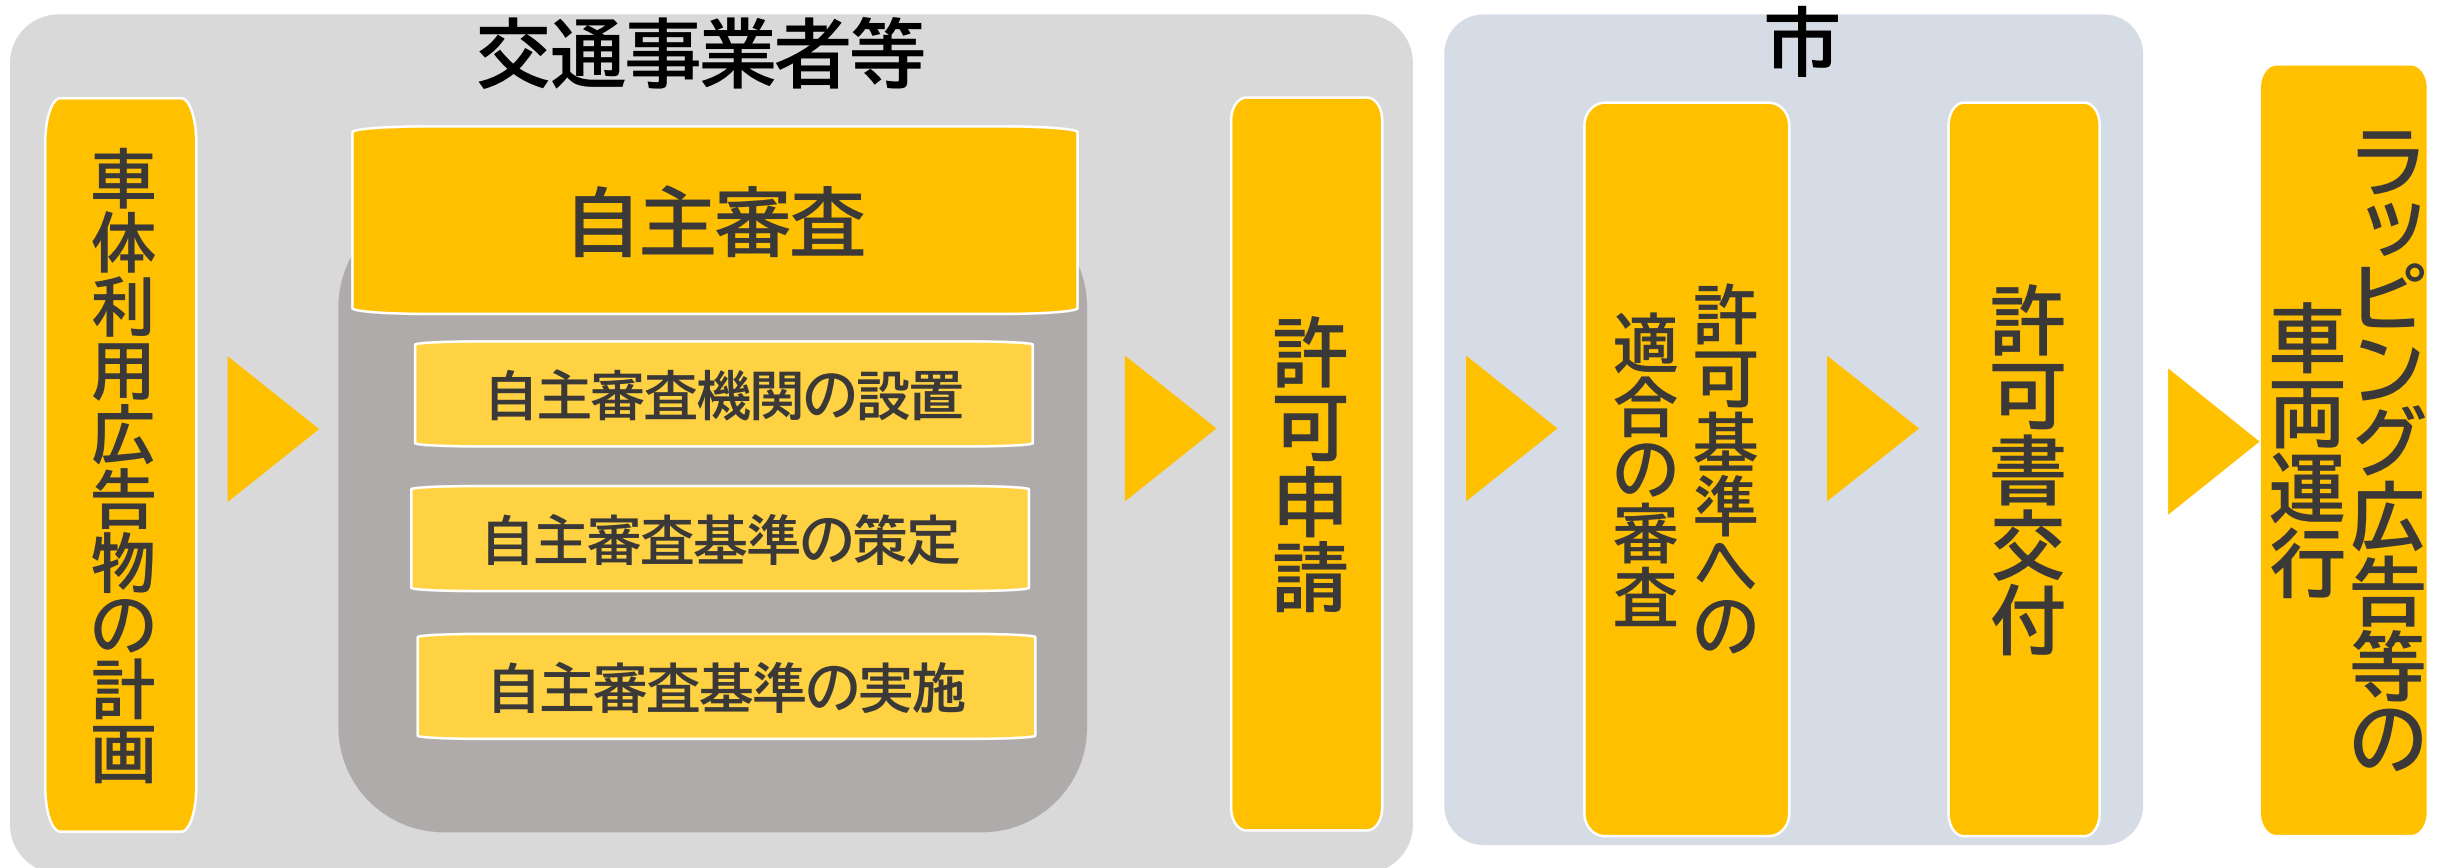 交通事業者等
車体利用広告物の計画
自主審査
自主審査機関の設置
自主審査基準の策定
自主審査基準の実施
許可申請
市
許可基準への
適合の審査
許可書交付
ラッピング広告等の
車両運行